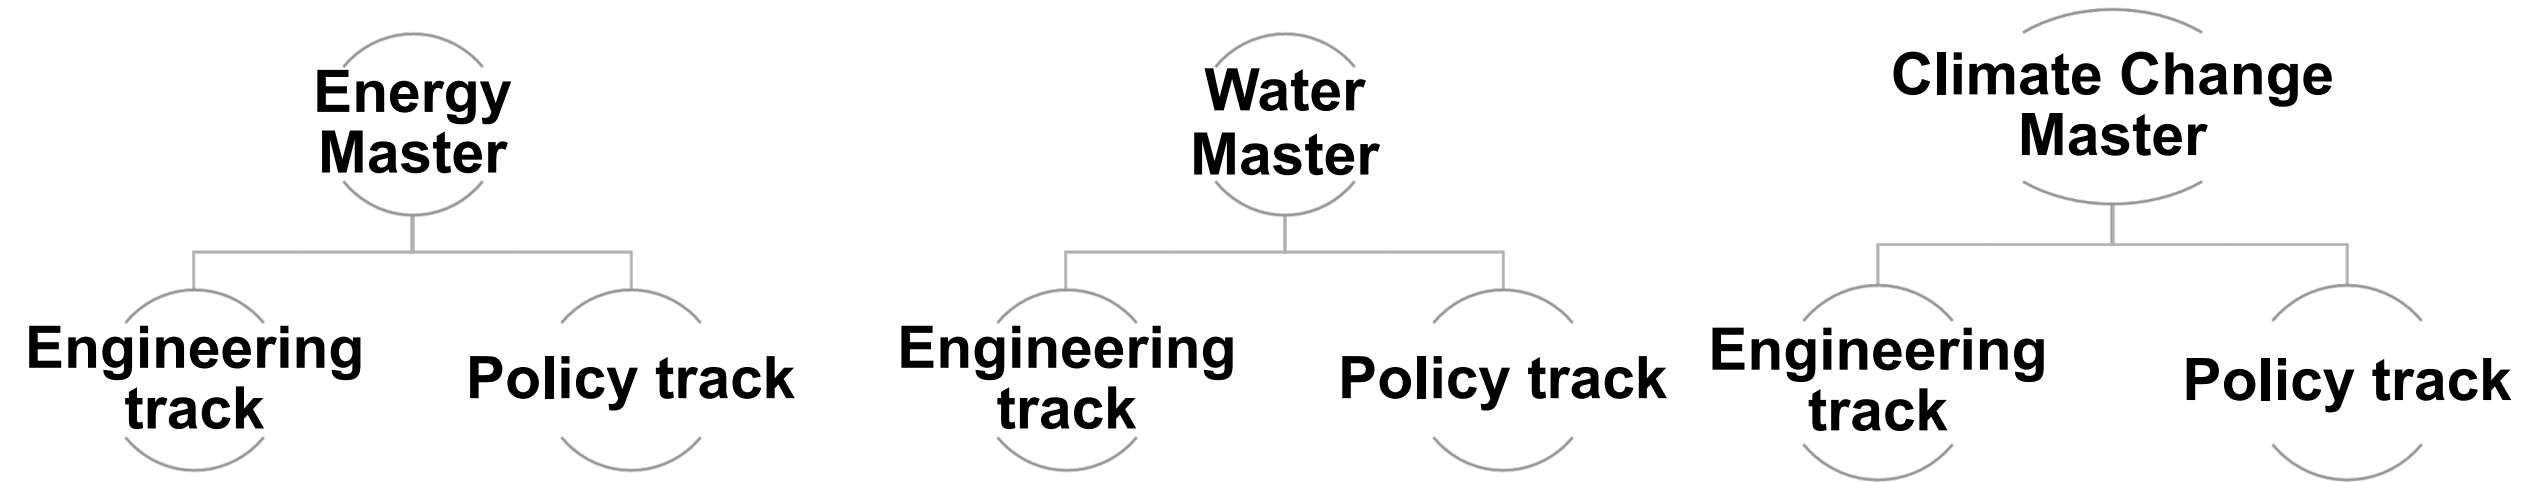 Energy
Master
Engineering
track
Policy track
Water
Master
Engineering
track
Policy track
Climate Change
Master
Engineering
track
Policy track